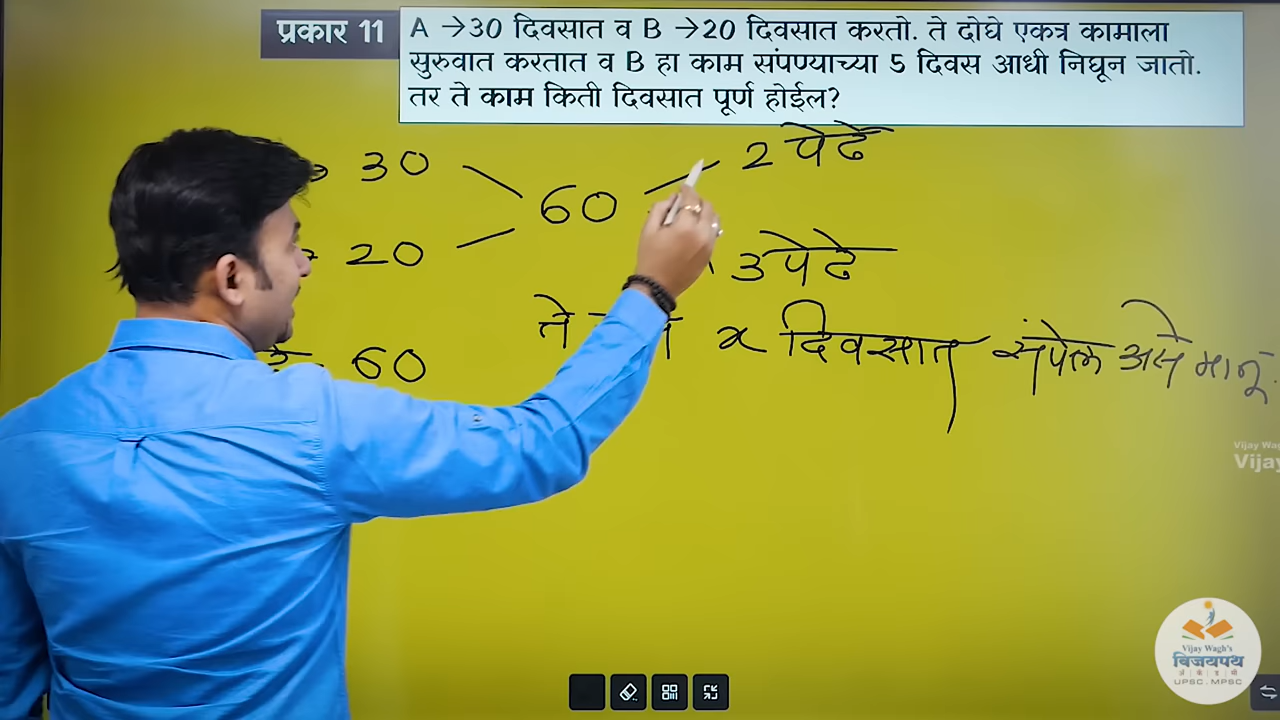 प्रकार 11
A →30 दिवसात व B →20 दिवसात करतो. ते दोघे एकत्र कामाला
सुरुवात करतात व B हा काम संपण्याच्या 5 दिवस आधी निघून जातो.
तर ते काम किती दिवसात पूर्ण होईल?
30
60
2 पेढे
20
3 पेढे
ते x दिवसात संपेल असे मानू.
60
Vijay
Vijay Wagh's
विजयपथ
UPSC . MPSC